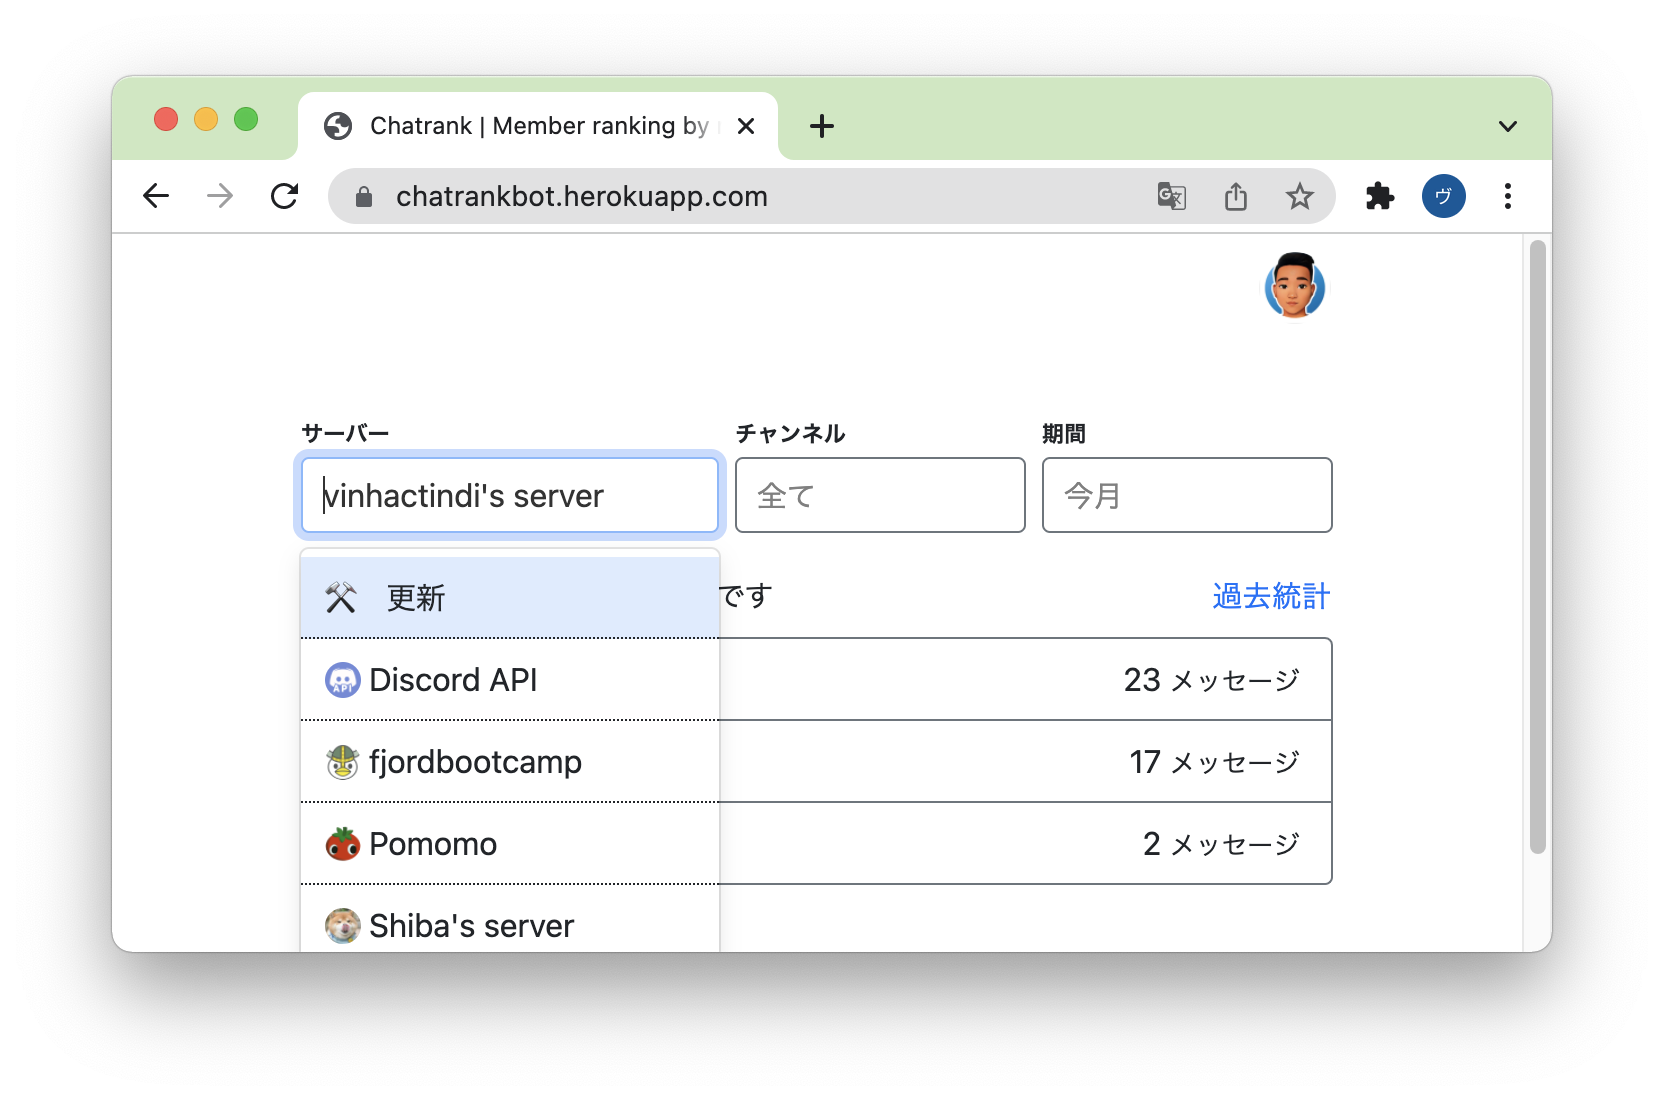 Chatrank | Member ranking by
chatrankbot.herokuapp.com
ヴ
サーバー チャンネル 期間
vinhactindi's server 全て 今月
更新 です 過去統計
Discord API 23 メッセージ
fjordbootcamp 17 メッセージ
Pomomo 2 メッセージ
Shiba's server